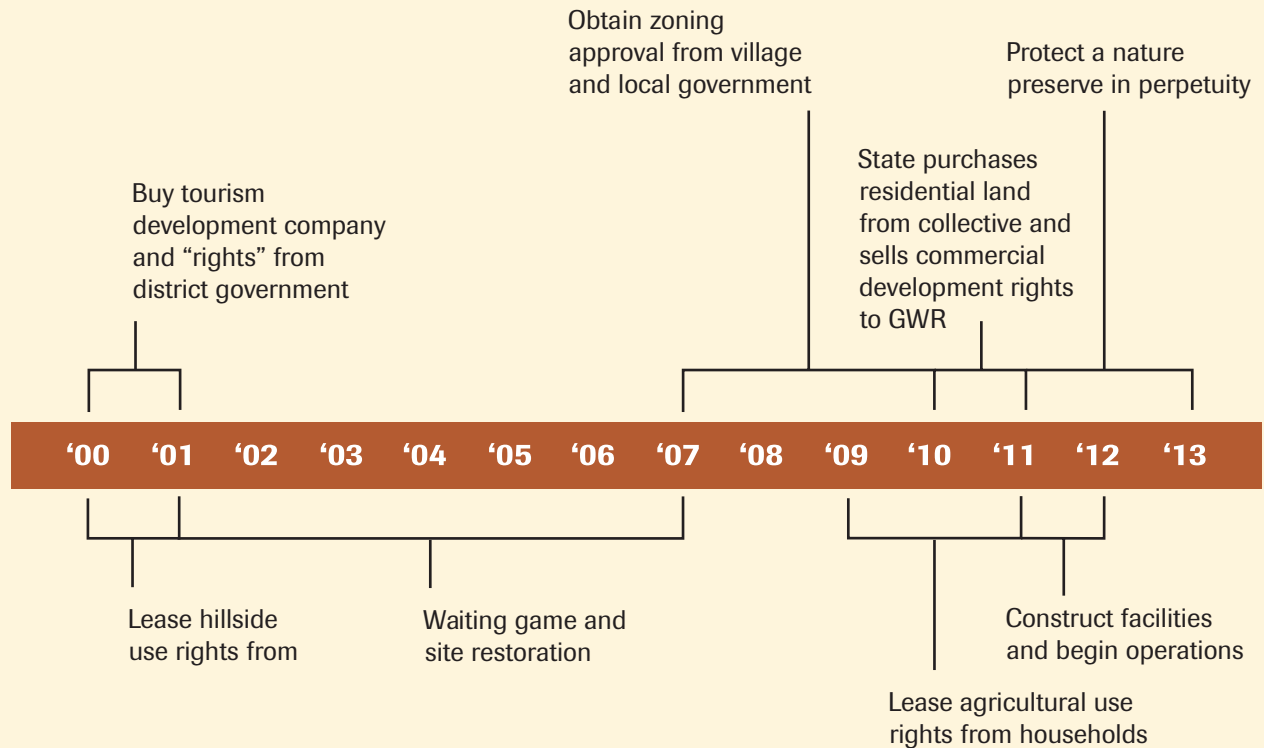 Obtain zoning
approval from village
and local government
Protect a nature
preserve in perpetuity
State purchases
residential land
from collective and
sells commercial
development rights
to GWR
Buy tourism
development company
and “rights” from
district government
‘00 ‘01 ‘02 ‘03 ‘04 ‘05 ‘06 ‘07 ‘08 ‘09 ‘10 ‘11 ‘12 ‘13
Lease hillside
use rights from
Waiting game and
site restoration
Construct facilities
and begin operations
Lease agricultural use
rights from households